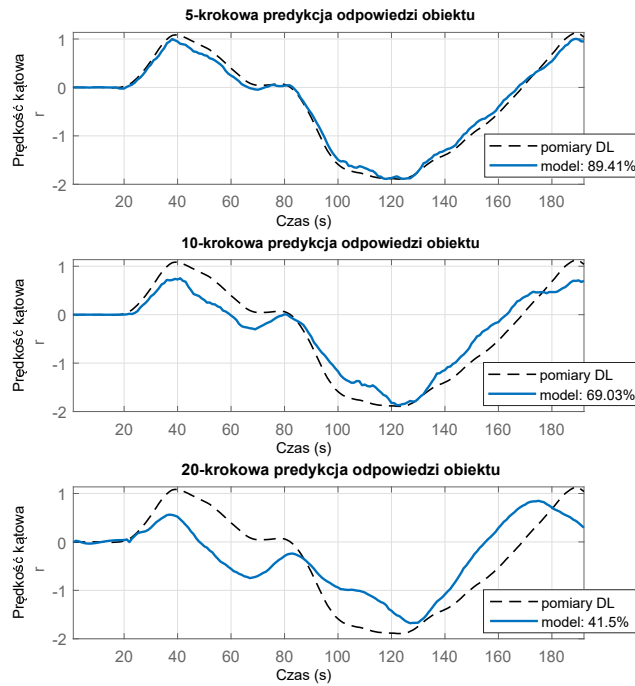 5-krokowa predykcja odpowiedzi obiektu
Prędkość kątowa
r
1
0
-1
-2
20 40 60 80 100 120 140 160 180
Czas (s)
pomiary DL
model: 89.41%
10-krokowa predykcja odpowiedzi obiektu
Prędkość kątowa
r
1
0
-1
-2
20 40 60 80 100 120 140 160 180
Czas (s)
pomiary DL
model: 69.03%
20-krokowa predykcja odpowiedzi obiektu
Prędkość kątowa
r
1
0
-1
-2
20 40 60 80 100 120 140 160 180
Czas (s)
pomiary DL
model: 41.5%